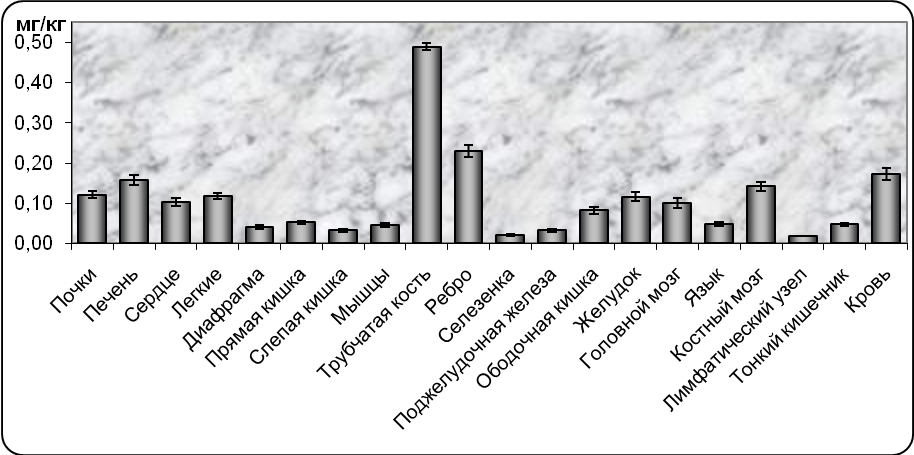 мг/кг
0,50
0,40
0,30
0,20
0,10
0,00
Почки
Печень
Сердце
Легкие
Диафрагма
Прямая кишка
Слепая кишка
Мышцы
Трубчатая кость
Ребро
Селезенка
Поджелудочная железа
Ободочная кишка
Желудок
Головной мозг
Язык
Костный мозг
Лимфатический узел
Тонкий кишечник
Кровь